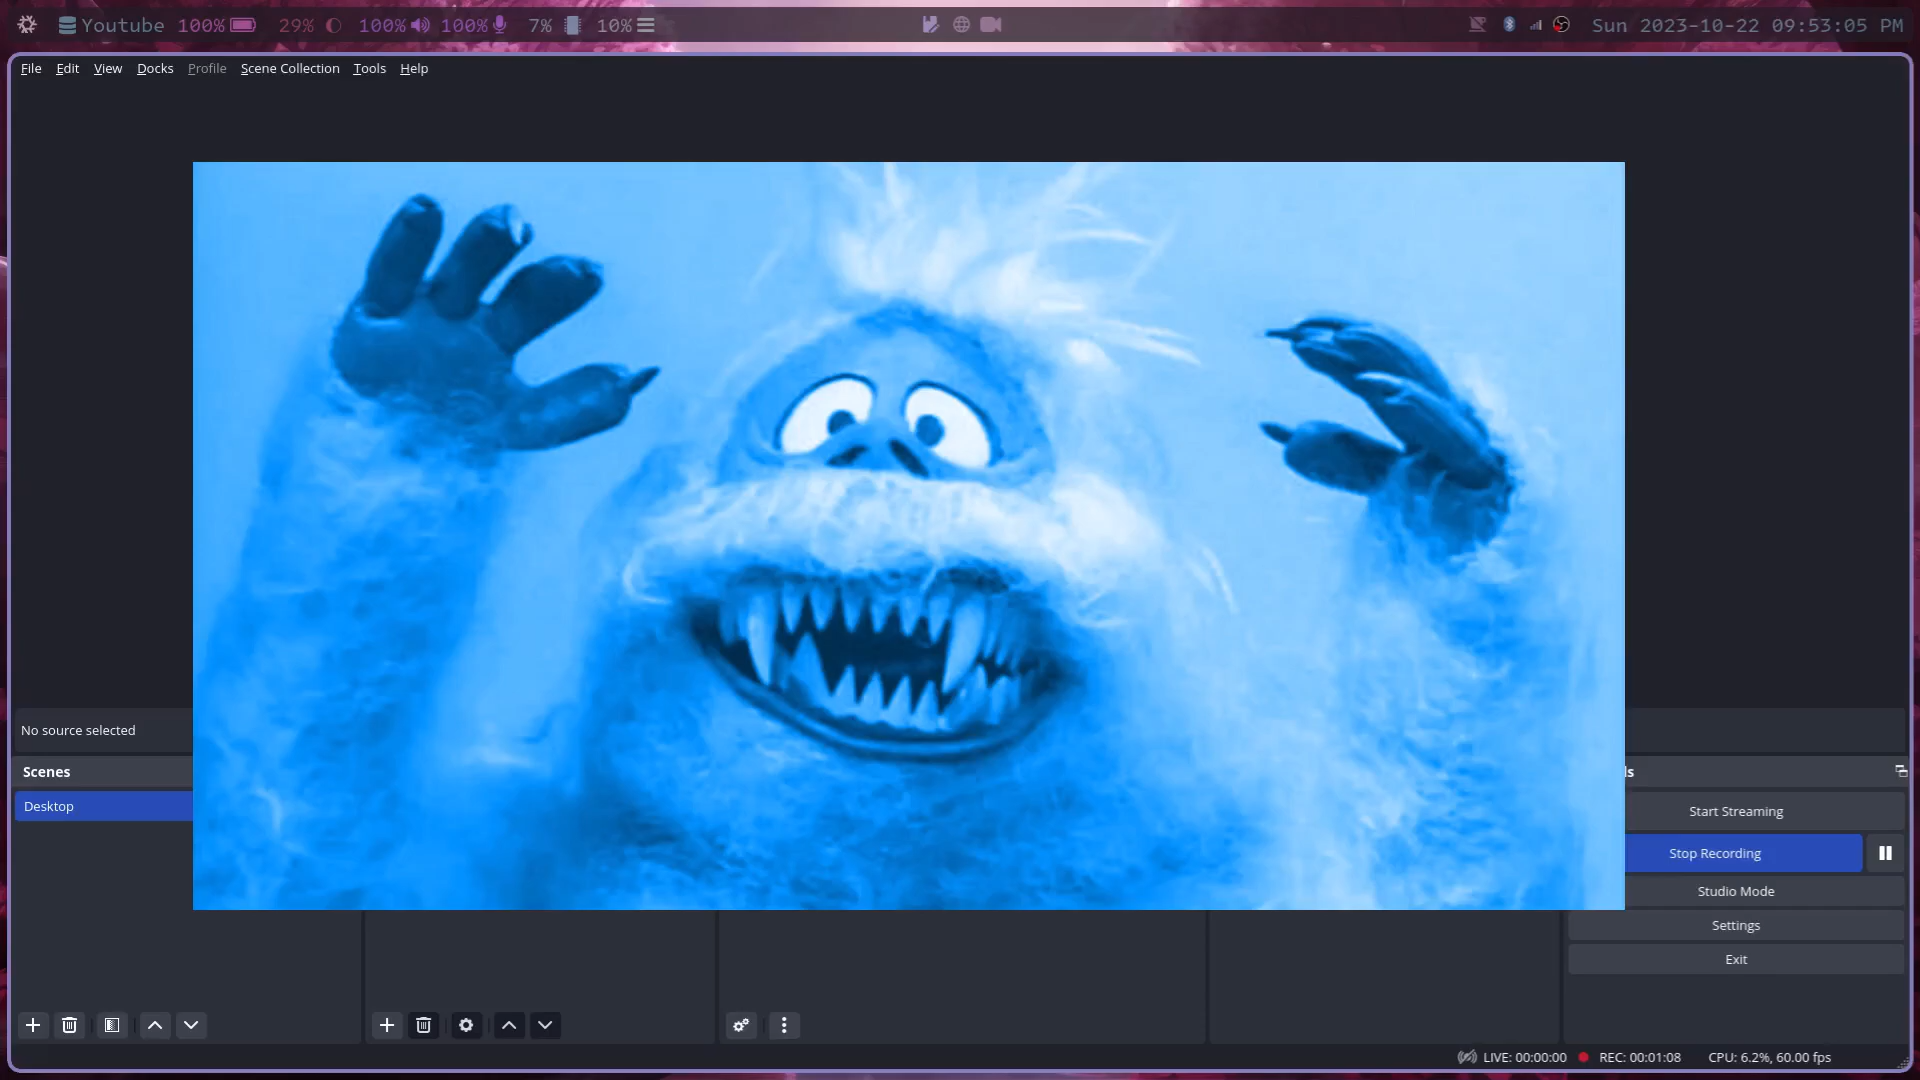 Youtube 100% 29% 100% 100% 7% 10% Sun 2023-10-22 09:53:05 PM
File Edit View Docks Profile Scene Collection Tools Help
No source selected
Scenes ls
Desktop
Start Streaming
Stop Recording
Studio Mode
Settings
Exit
LIVE: 00:00:00 REC: 00:01:08 CPU: 6.2%, 60.00 fps